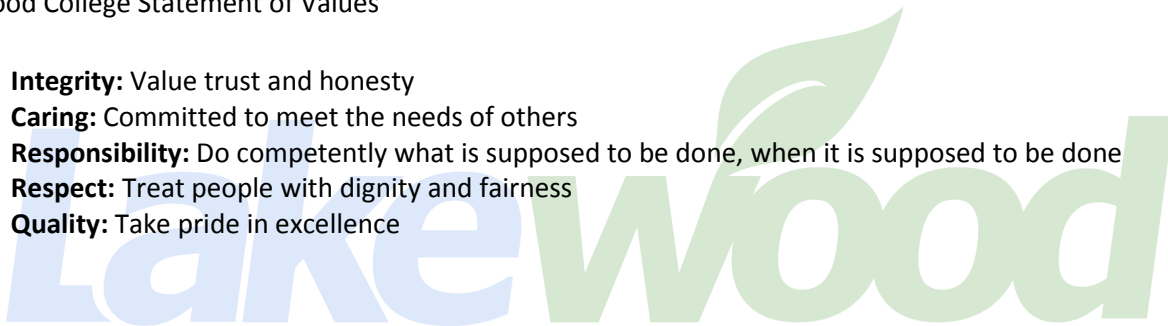 ood College Statement of Values
Integrity: Value trust and honesty
Caring: Committed to meet the needs of others
Responsibility: Do competently what is supposed to be done, when it is supposed to be done
Respect: Treat people with dignity and fairness
Quality: Take pride in excellence
Lakewood